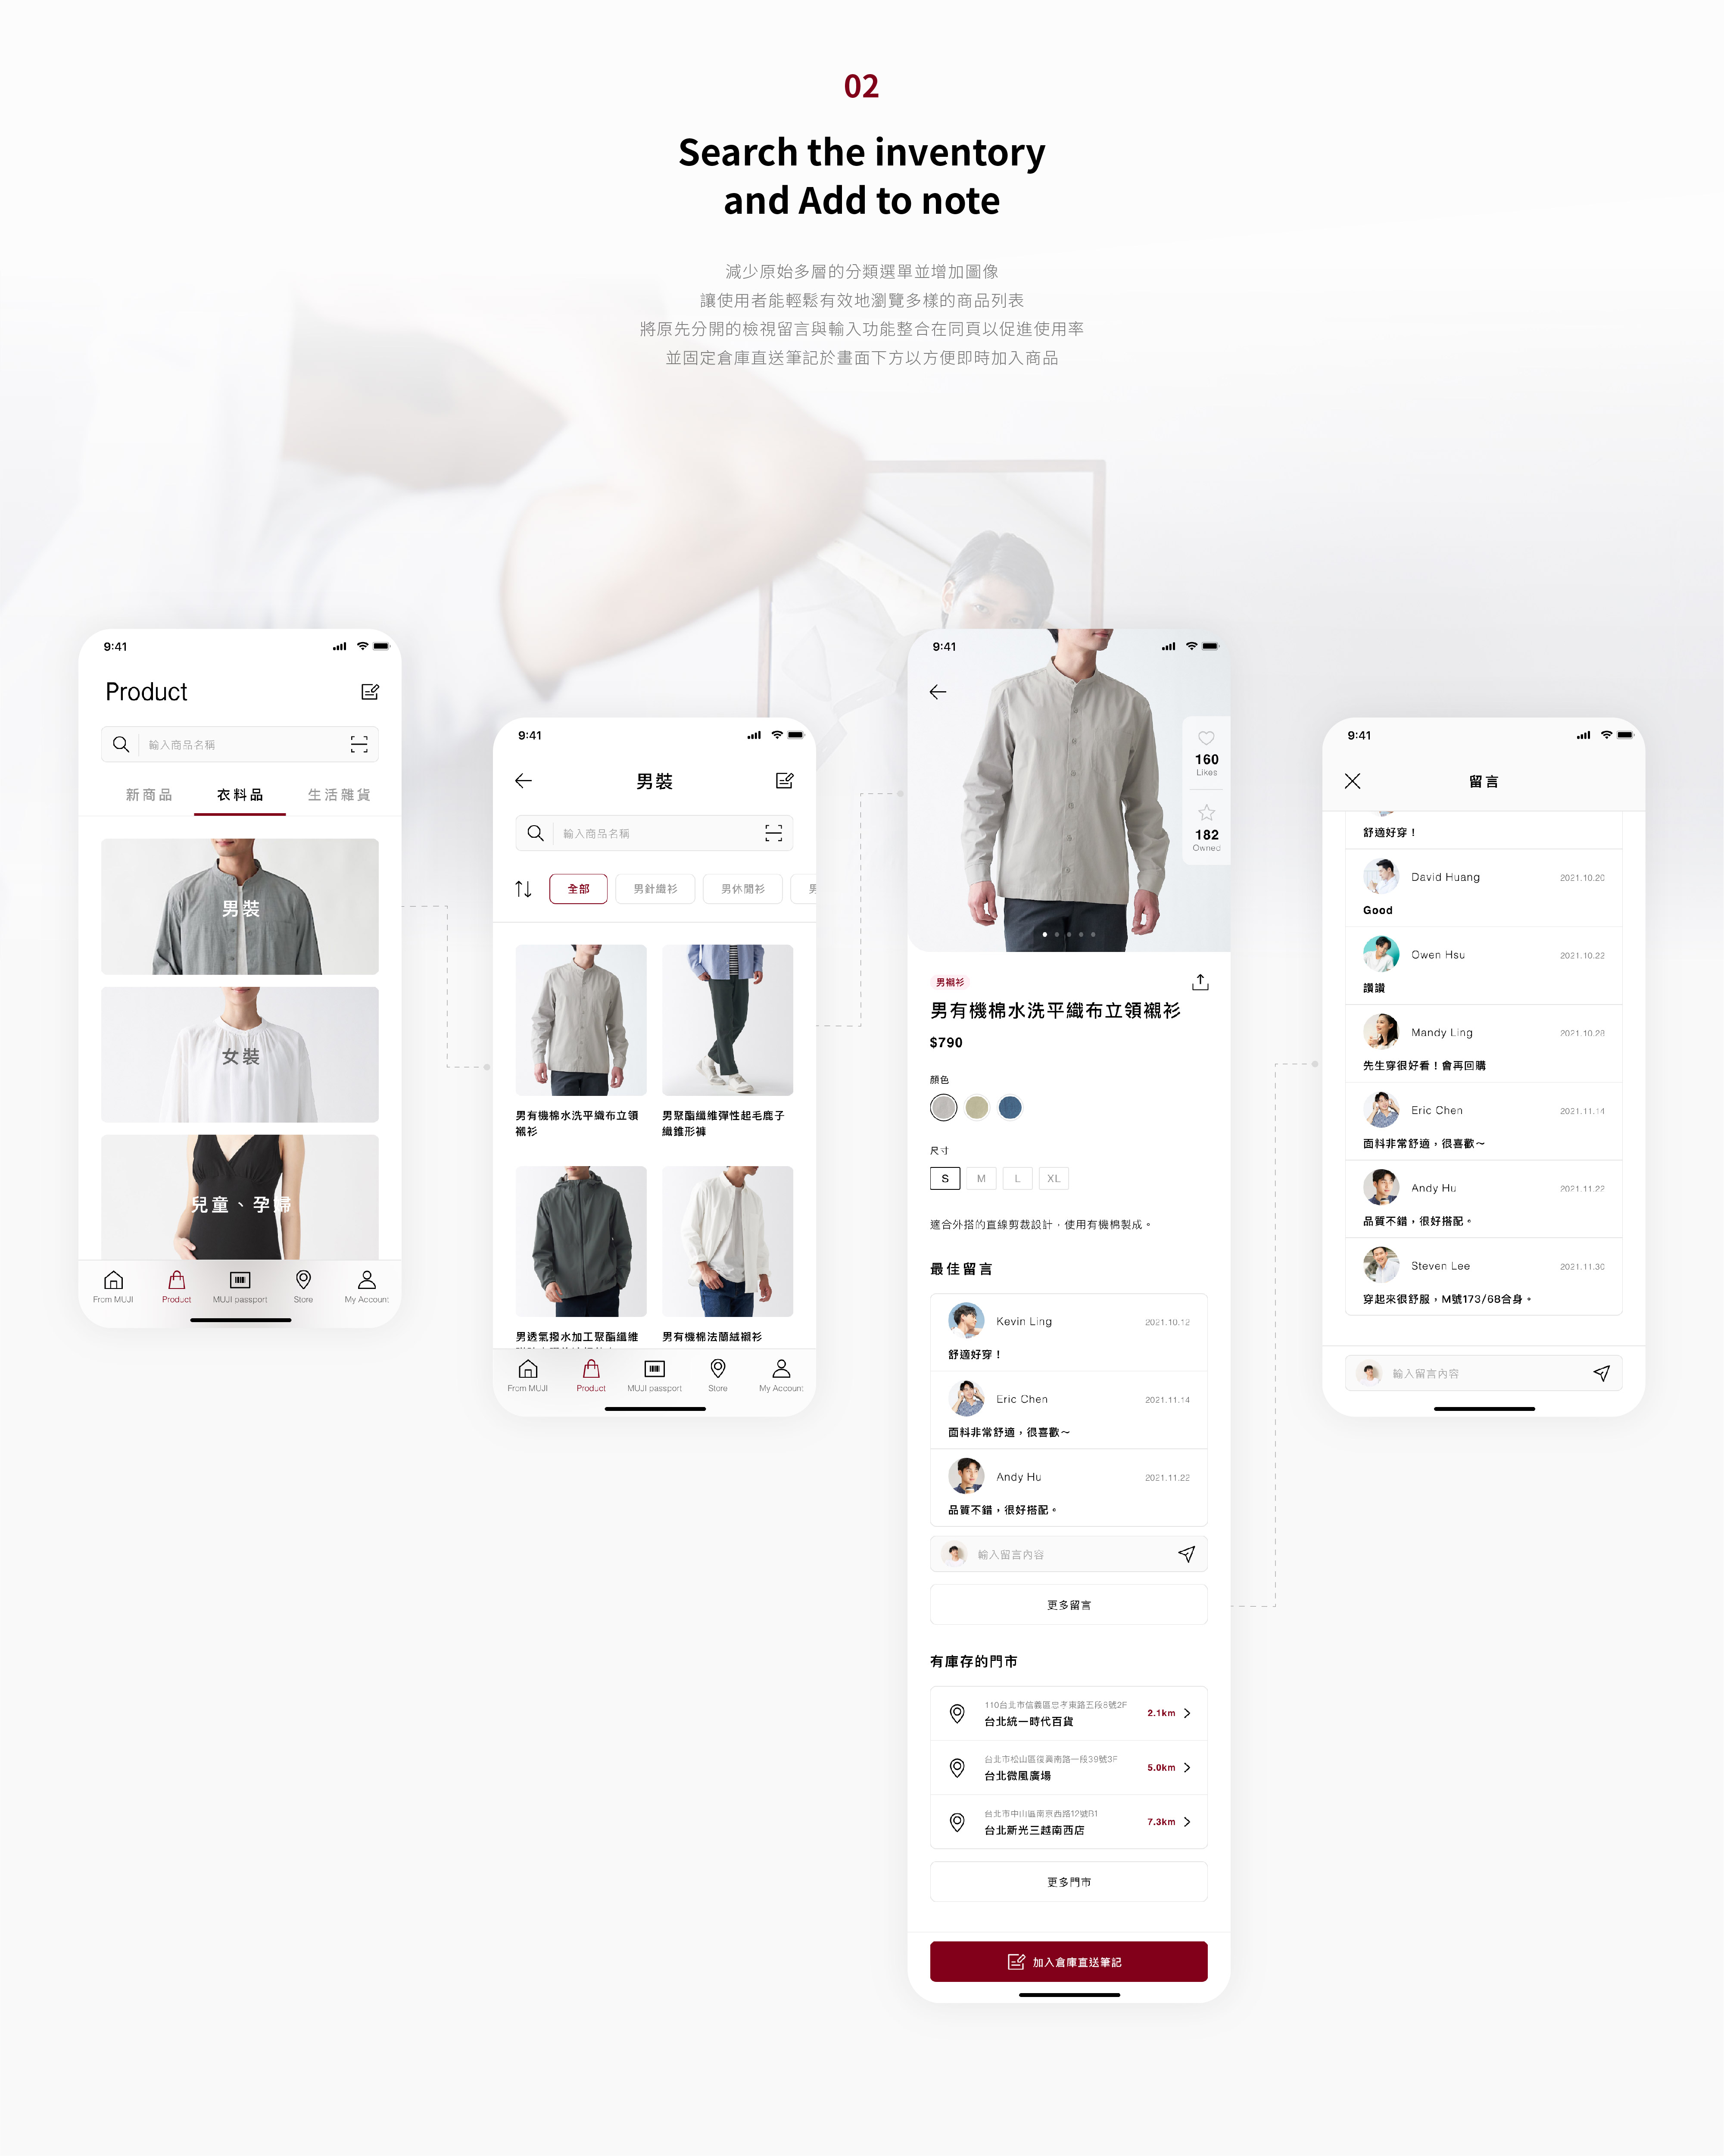 02
Search the inventory
and Add to note
減少原始多層的分類選單並增加圖像
讓使用者能輕鬆有效地瀏覽多樣的商品列表
將原先分開的檢視留言與輸入功能整合在同頁以促進使用率
並固定倉庫直送筆記於畫面下方以方便即時加入商品
9:41
Product
輸入商品名稱
新商品
衣料品
生活雜貨
男裝
女裝
兒童、孕婦
From MUJI
Product
MUJI passport
Store
My Account
9:41
男裝
輸入商品名稱
全部
男針織衫
男休閒衫
男有機棉水洗平織布立領
襯衫
男聚酯纖維彈性起毛鹿子
織錐形褲
男透氣撥水加工聚酯纖維
男有機棉法蘭絨襯衫
From MUJI
Product
MUJI passport
Store
My Account
9:41
160
Likes
182
Owned
男襯衫
男有機棉水洗平織布立領襯衫
$790
顏色
尺寸
S
M
L
XL
適合外搭的直線剪裁設計，使用有機棉製成。
最佳留言
Kevin Ling
2021.10.12
舒適好穿！
Eric Chen
2021.11.14
面料非常舒適，很喜歡～
Andy Hu
2021.11.22
品質不錯，很好搭配。
輸入留言內容
更多留言
有庫存的門市
110台北市信義區忠孝東路五段8號2F
台北統一時代百貨
2.1km
台北市松山區復興南路一段39號3F
台北微風廣場
5.0km
台北市中山區南京西路12號B1
台北新光三越南西店
7.3km
更多門市
加入倉庫直送筆記
9:41
留言
舒適好穿！
David Huang
2021.10.20
Good
Owen Hsu
2021.10.22
讚讚
Mandy Ling
2021.10.28
先生穿很好看！會再回購
Eric Chen
2021.11.14
面料非常舒適，很喜歡～
Andy Hu
2021.11.22
品質不錯，很好搭配。
Steven Lee
2021.11.30
穿起來很舒服，M號173/68合身。
輸入留言內容